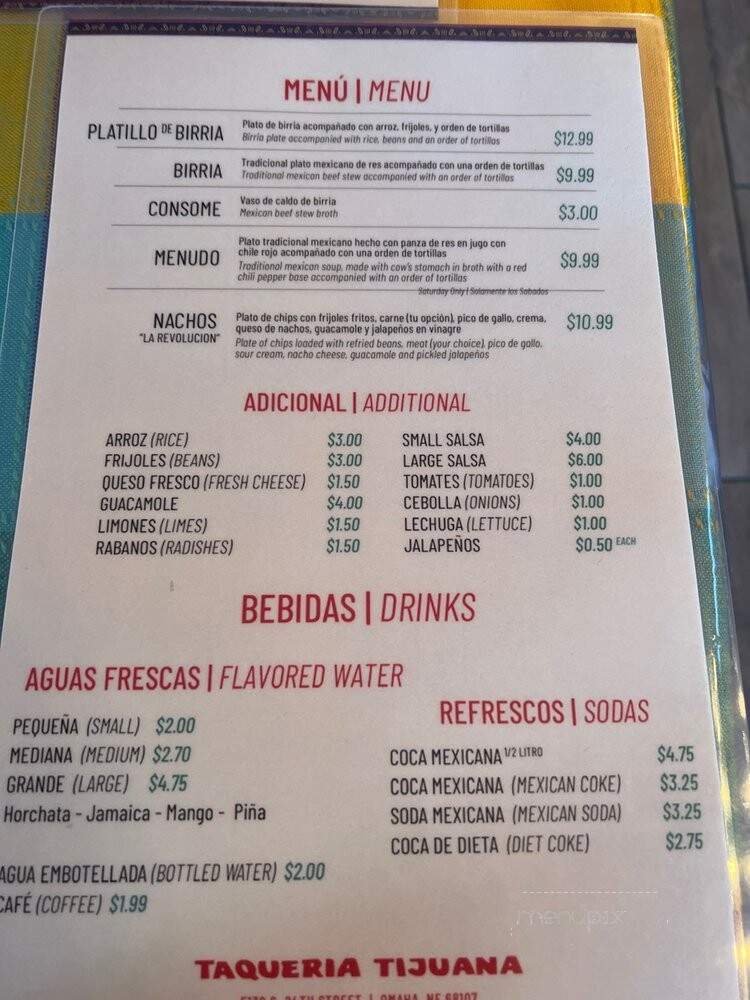 MENÚ | MENU
PLATILLO DE BIRRIA
Plato de birria acompañado con arroz, frijoles, y orden de tortillas
Birria plate accompanied with rice, beans and an order of tortillas
$12.99
BIRRIA
Tradicional plato mexicano de res acompañado con una orden de tortillas
Traditional mexican beef stew accompanied with an order of tortillas
$9.99
CONSOME
Vaso de caldo de birria
Mexican beef stew broth
$3.00
MENUDO
Plato tradicional mexicano hecho con panza de res en jugo con
chile rojo acompañado con una orden de tortillas
Traditional mexican soup, made with cow's stomach in broth with a red
chili pepper base accompanied with an order of tortillas
$9.99
Saturday Only | Solamente los Sabados
NACHOS
"LA REVOLUCION"
Plato de chips con frijoles fritos, carne (tu opción), pico de gallo, crema,
queso de nachos, guacamole y jalapeños en vinagre
Plate of chips loaded with refried beans, meat (your choice), pico de gallo,
sour cream, nacho cheese, guacamole and pickled jalapeños
$10.99
ADICIONAL | ADDITIONAL
ARROZ (RICE) $3.00
FRIJOLES (BEANS) $3.00
QUESO FRESCO (FRESH CHEESE) $1.50
GUACAMOLE $4.00
LIMONES (LIMES) $1.50
RABANOS (RADISHES) $1.50
SMALL SALSA $4.00
LARGE SALSA $6.00
TOMATES (TOMATOES) $1.00
CEBOLLA (ONIONS) $1.00
LECHUGA (LETTUCE) $1.00
JALAPEÑOS $0.50 EACH
BEBIDAS | DRINKS
AGUAS FRESCAS | FLAVORED WATER
PEQUEÑA (SMALL) $2.00
MEDIANA (MEDIUM) $2.70
GRANDE (LARGE) $4.75
Horchata - Jamaica - Mango - Piña
AGUA EMBOTELLADA (BOTTLED WATER) $2.00
CAFÉ (COFFEE) $1.99
REFRESCOS | SODAS
COCA MEXICANA 1/2 LITRO $4.75
COCA MEXICANA (MEXICAN COKE) $3.25
SODA MEXICANA (MEXICAN SODA) $3.25
COCA DE DIETA (DIET COKE) $2.75
menupix
TAQUERIA TIJUANA
STREET | OMAHA, NE 68107